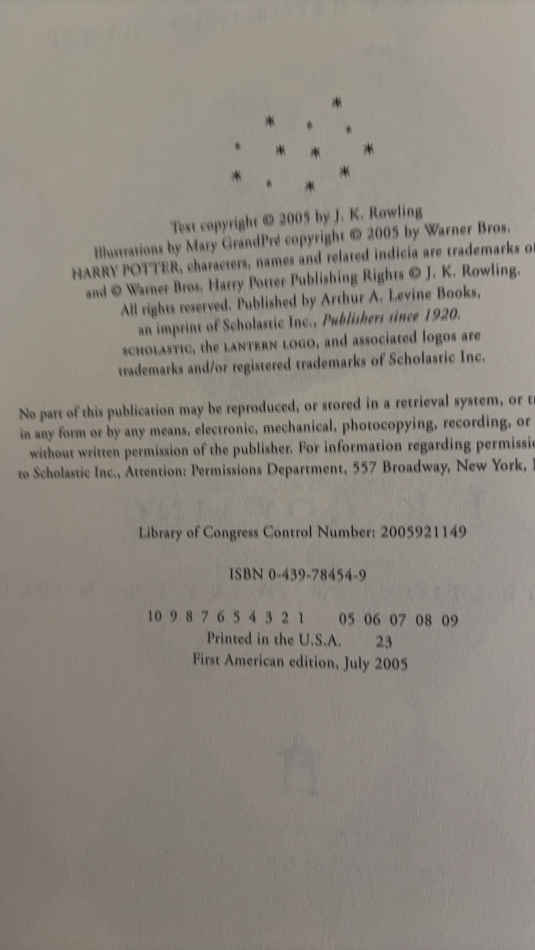 Text copyright © 2005 by J. K. Rowling
Illustrations by Mary GrandPré copyright © 2005 by Warner Bros.
HARRY POTTER, characters, names and related indicia are trademarks of
and © Warner Bros. Harry Potter Publishing Rights © J. K. Rowling.
All rights reserved. Published by Arthur A. Levine Books,
an imprint of Scholastic Inc., Publishers since 1920.
SCHOLASTIC, the LANTERN LOGO, and associated logos are
trademarks and/or registered trademarks of Scholastic Inc.
No part of this publication may be reproduced, or stored in a retrieval system, or
in any form or by any means, electronic, mechanical, photocopying, recording, or
without written permission of the publisher. For information regarding
to Scholastic Inc., Attention: Permissions Department, 557 Broadway, New York,
Library of Congress Control Number: 2005921149
ISBN 0-439-78454-9
10 9 8 7 6 5 4 3 2 1 05 06 07 08 09
Printed in the U.S.A. 23
First American edition, July 2005